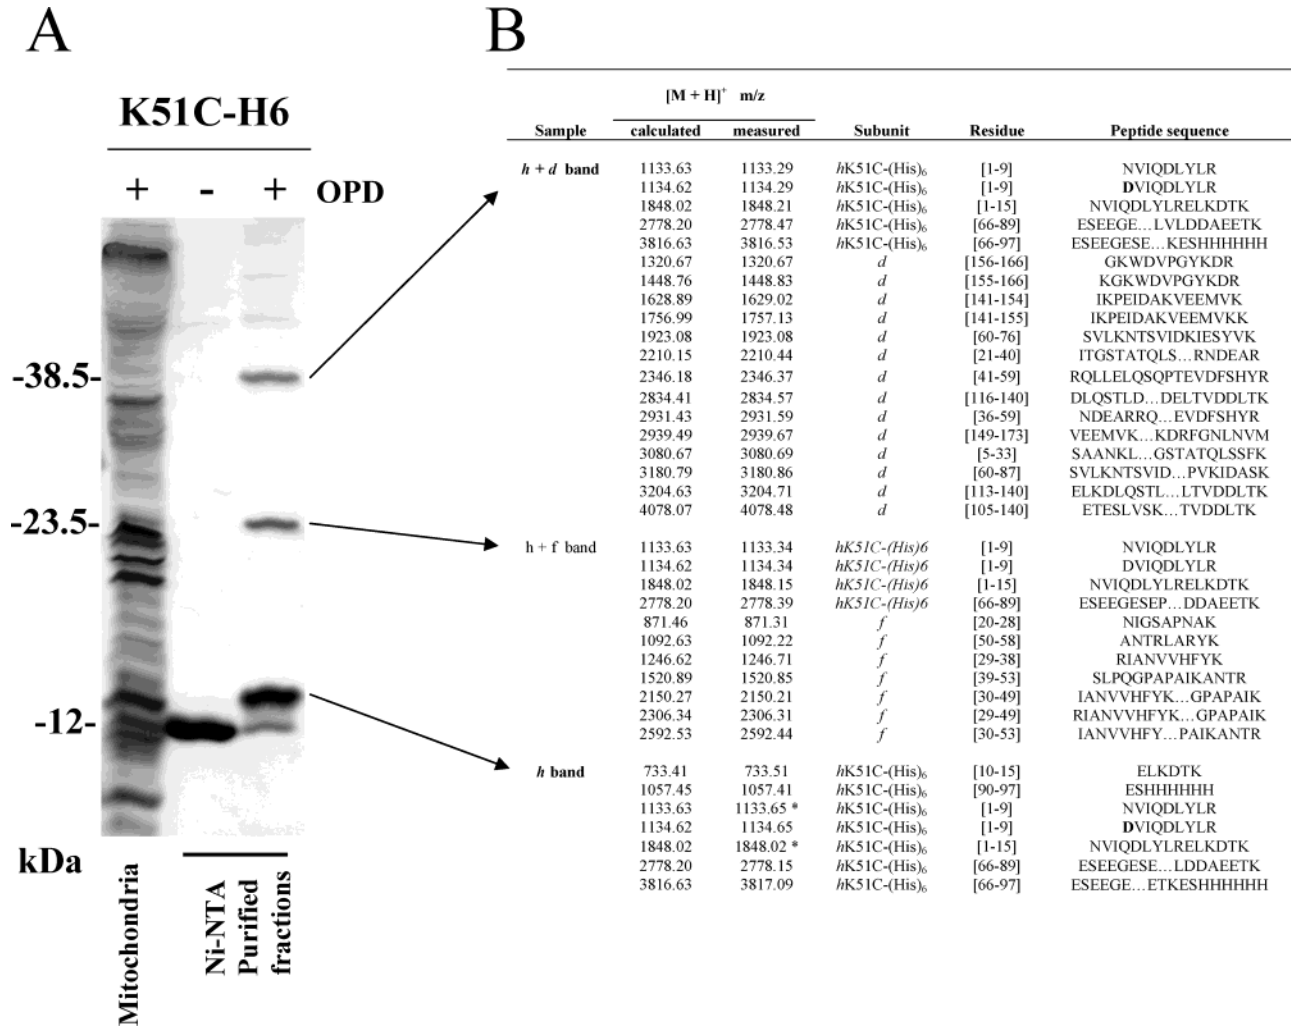 A
K51C-H6
+ - + OPD
-38.5-
-23.5-
-12-
kDa
Mitochondria
Ni-NTA
Purified
fractions
B
[M + H]+ m/z
Sample calculated measured Subunit Residue Peptide sequence
h + d band 1133.63 1133.29 hK51C-(His)6 [1-9] NVIQDLYLR
1134.62 1134.29 hK51C-(His)6 [1-9] DVIQDLYLR
1848.02 1848.21 hK51C-(His)6 [1-15] NVIQDLYLRELKDTK
2778.20 2778.47 hK51C-(His)6 [66-89] ESEEGE...LVLDDAEETK
3816.63 3816.53 hK51C-(His)6 [66-97] ESEEGESE...KESHHHHHH
1320.67 1320.67 d [156-166] GKWDVPGYKDR
1448.76 1448.83 d [155-166] KGKWDVPGYKDR
1628.89 1629.02 d [141-154] IKPEIDAKVEEMVK
1756.99 1757.13 d [141-155] IKPEIDAKVEEMVKK
1923.08 1923.08 d [60-76] SVLKNTSVIDKIESYVK
2210.15 2210.44 d [21-40] ITGSTATQLS...RNDEAR
2346.18 2346.37 d [41-59] RQLLELQSQPTEVDFSHYR
2834.41 2834.57 d [116-140] DLQSTLD...DELTVDDLTK
2931.43 2931.59 d [36-59] NDEARRQ...EVDFSHYR
2939.49 2939.67 d [149-173] VEEMVK...KDRFGNLNVM
3080.67 3080.69 d [5-33] SAANKL...GSTATQLSSFK
3180.79 3180.86 d [60-87] SVLKNTSVID...PVKIDASK
3204.63 3204.71 d [113-140] ELKDLQSTL...LTVDDLTK
4078.07 4078.48 d [105-140] ETESLVSK...TVDDLTK
h + f band 1133.63 1133.34 hK51C-(His)6 [1-9] NVIQDLYLR
1134.62 1134.34 hK51C-(His)6 [1-9] DVIQDLYLR
1848.02 1848.15 hK51C-(His)6 [1-15] NVIQDLYLRELKDTK
2778.20 2778.39 hK51C-(His)6 [66-89] ESEEGESEP...DDAEETK
871.46 871.31 f [20-28] NIGSAPNAK
1092.63 1092.22 f [50-58] ANTRLARYK
1246.62 1246.71 f [29-38] RIANVVHFYK
1520.89 1520.85 f [39-53] SLPQGPAPAIKANTR
2150.27 2150.21 f [30-49] IANVVHFYK...GPAPAIK
2306.34 2306.31 f [29-49] RIANVVHFYK...GPAPAIK
2592.53 2592.44 f [30-53] IANVVHFY...PAIKANTR
h band 733.41 733.51 hK51C-(His)6 [10-15] ELKDTK
1057.45 1057.41 hK51C-(His)6 [90-97] ESHHHHHH
1133.63 1133.65 * hK51C-(His)6 [1-9] NVIQDLYLR
1134.62 1134.65 hK51C-(His)6 [1-9] DVIQDLYLR
1848.02 1848.02 * hK51C-(His)6 [1-15] NVIQDLYLRELKDTK
2778.20 2778.15 hK51C-(His)6 [66-89] ESEEGESE...LDDAEETK
3816.63 3817.09 hK51C-(His)6 [66-97] ESEEGE...ETKESHHHHHH